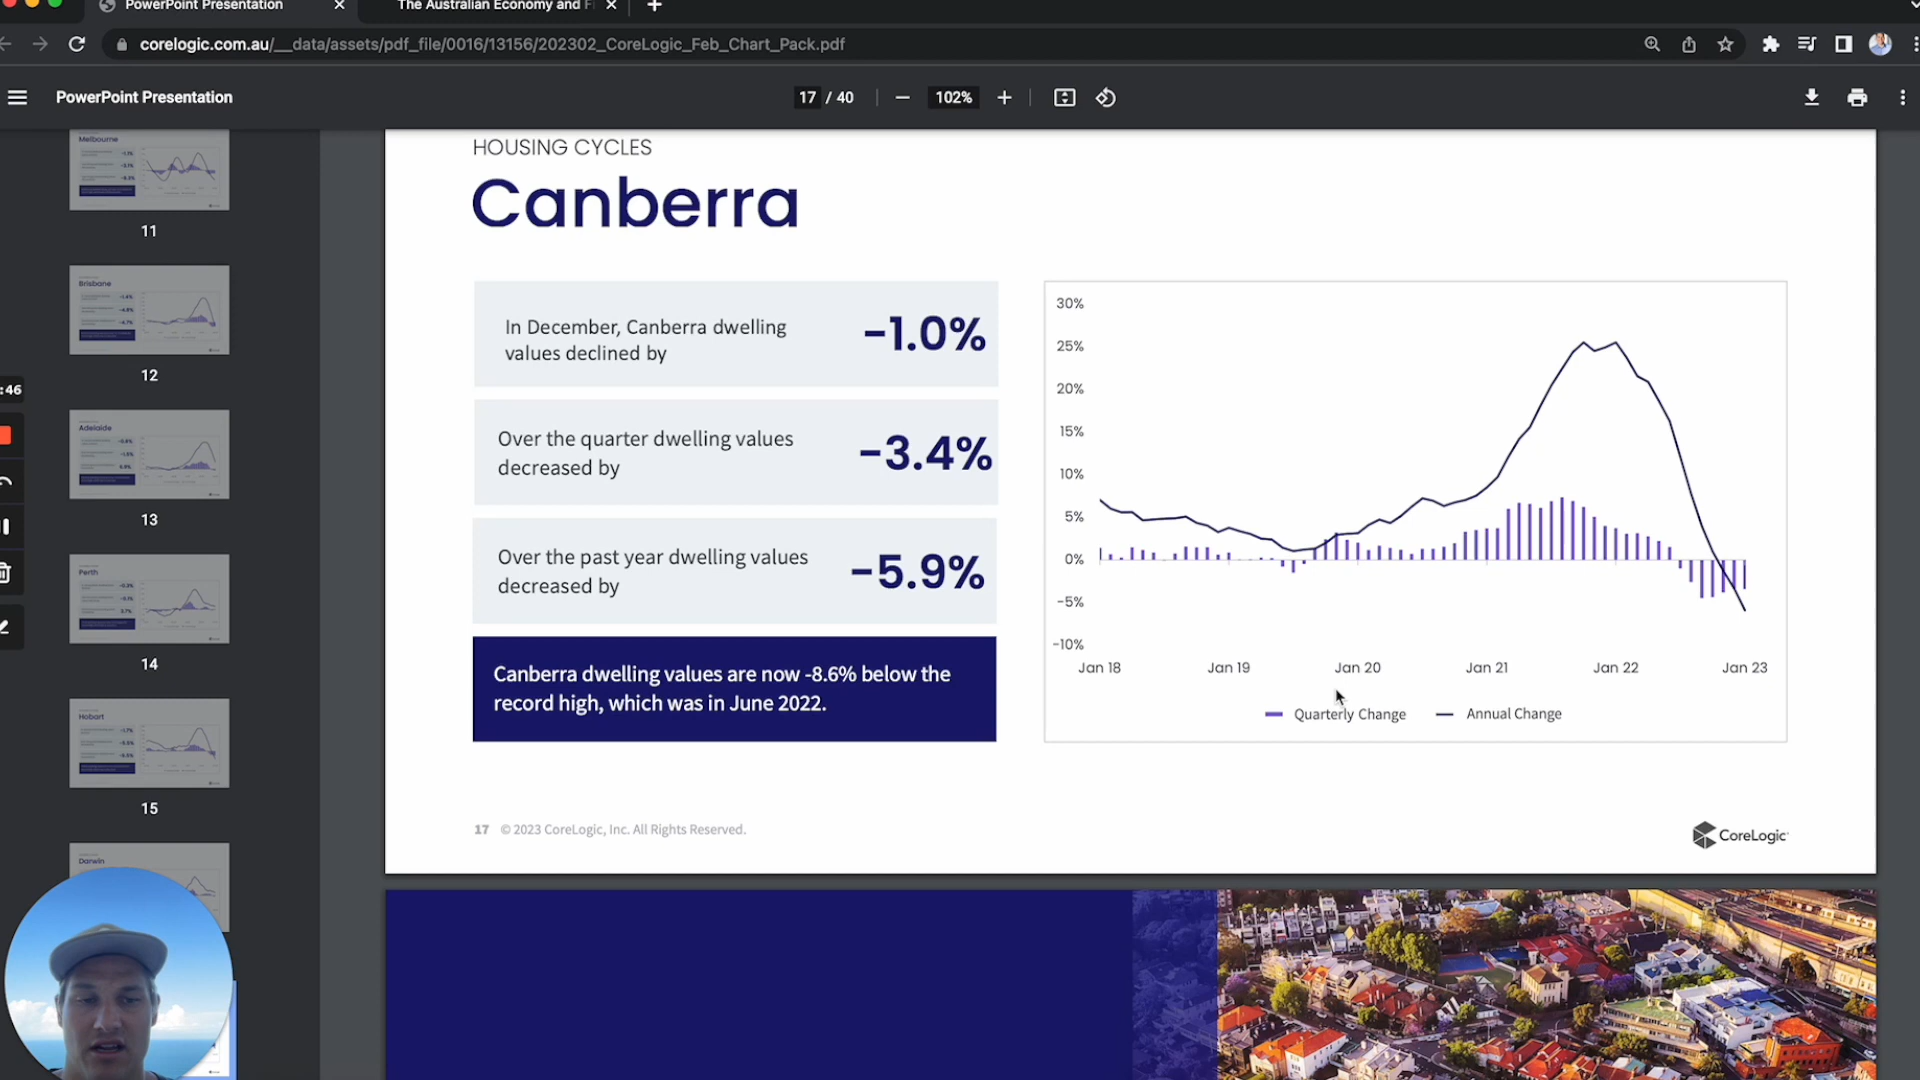 PowerPoint Presentation
The Australian Economy and F
corelogic.com.au/__data/assets/pdf_file/0016/13156/202302_CoreLogic_Feb_Chart_Pack.pdf
PowerPoint Presentation
17 / 40
102%
Melbourne
11
Brisbane
12
Adelaide
13
Perth
14
Hobart
15
Darwin
:46
HOUSING CYCLES
Canberra
In December, Canberra dwelling
values declined by
-1.0%
Over the quarter dwelling values
decreased by
-3.4%
Over the past year dwelling values
decreased by
-5.9%
Canberra dwelling values are now -8.6% below the
record high, which was in June 2022.
30%
25%
20%
15%
10%
5%
0%
-5%
-10%
Jan 18 Jan 19 Jan 20 Jan 21 Jan 22 Jan 23
Quarterly Change Annual Change
17 © 2023 CoreLogic, Inc. All Rights Reserved.
CoreLogic